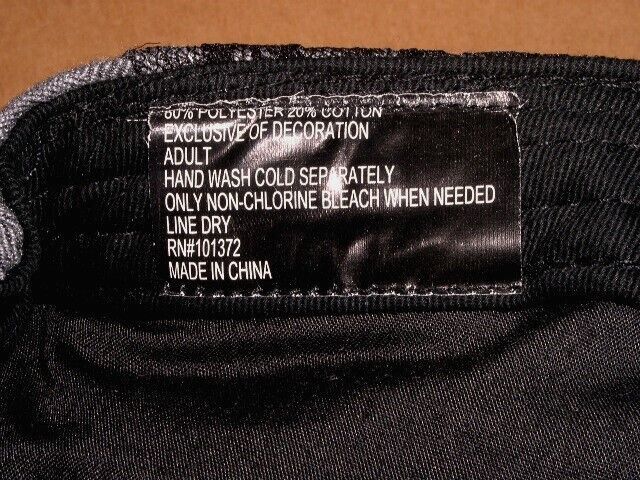 80% POLYESTER 20% COTTON
EXCLUSIVE OF DECORATION
ADULT
HAND WASH COLD SEPARATELY
ONLY NON-CHLORINE BLEACH WHEN NEEDED
LINE DRY
RN#101372
MADE IN CHINA